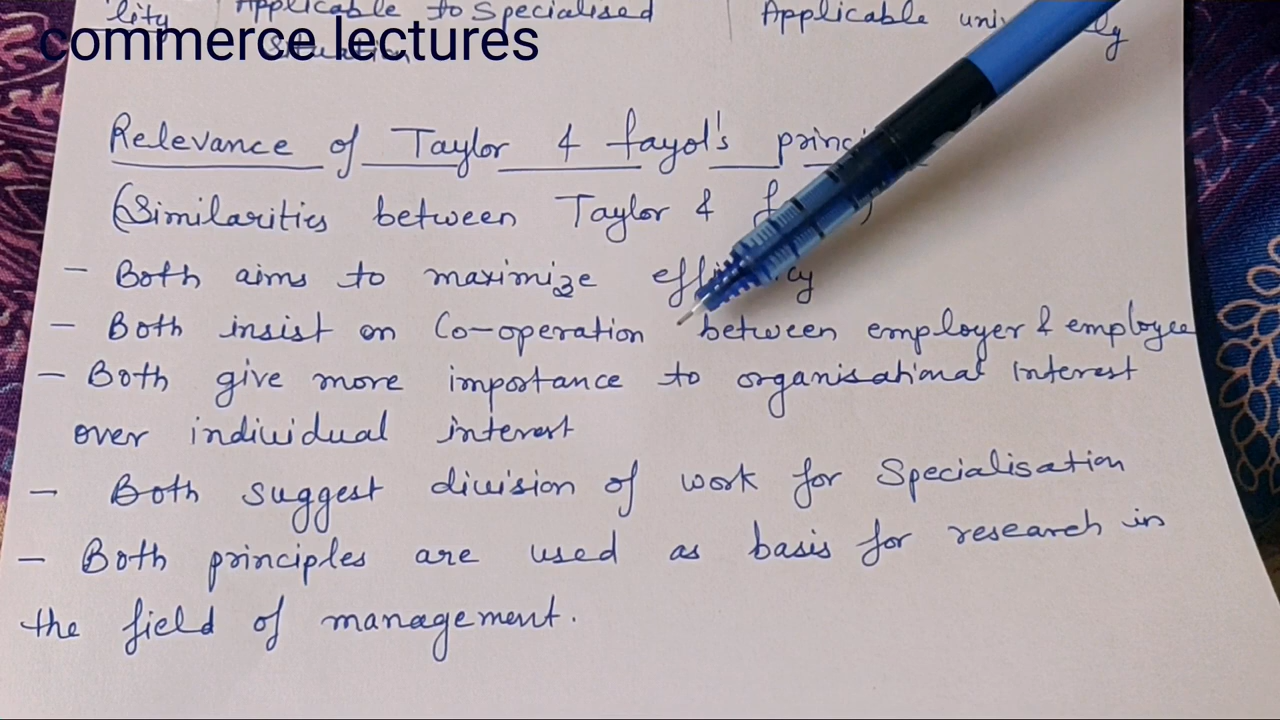 Applicable to Specialised Applicable
commerce lectures
Relevance of Taylor & fayol's
(Similarities between Taylor &
- Both aims to maximize
- Both insist on Co-operation between employer & employee
- Both give more importance to organisational interest
over individual interest
- Both suggest division of work for Specialisation
- Both principles are used as basis for research in
the field of management.